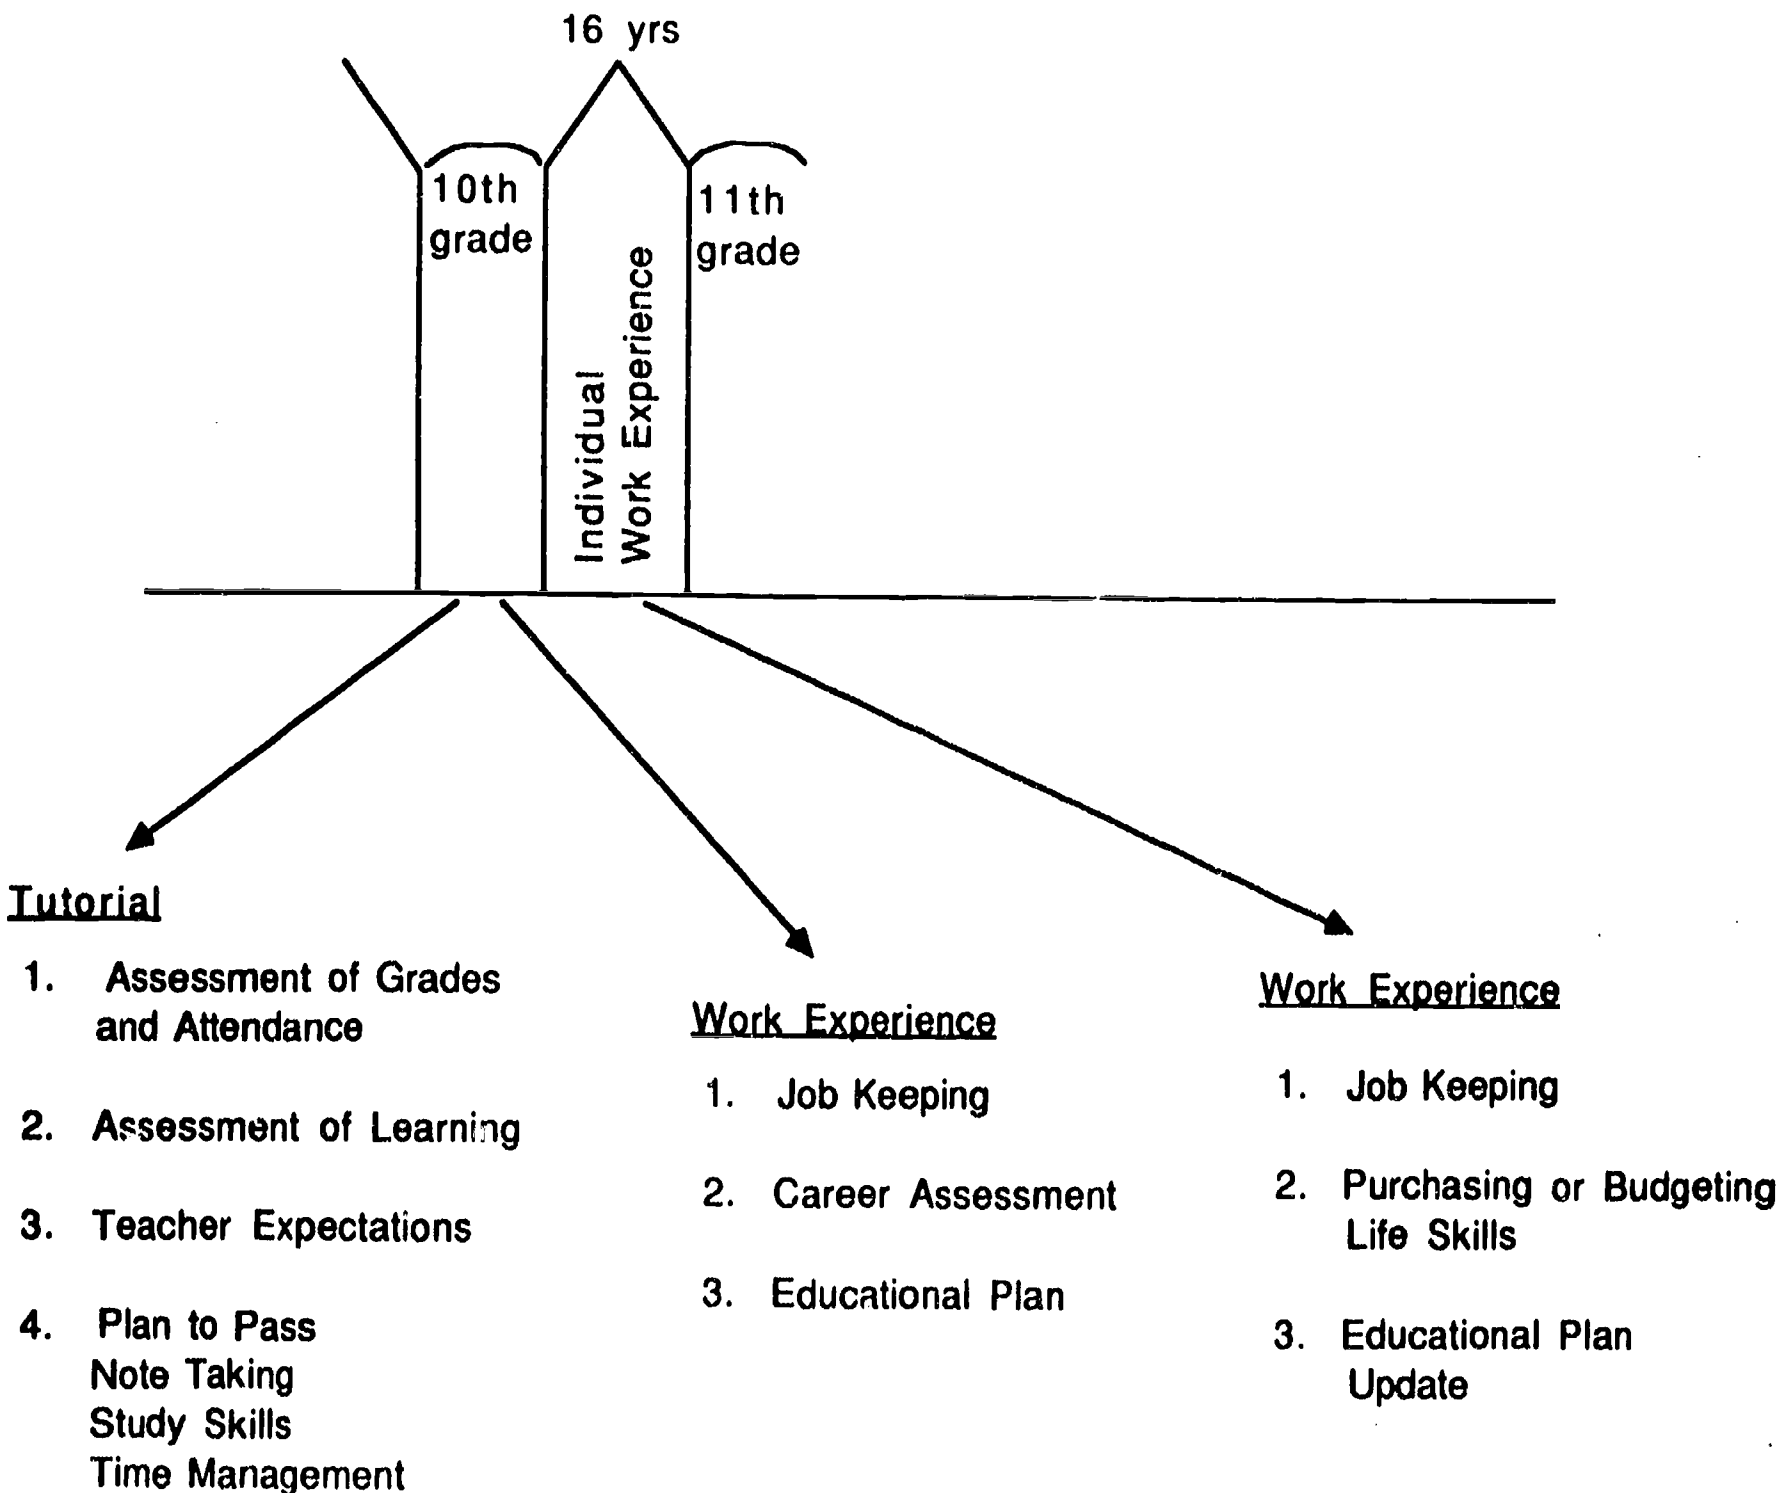 16 yrs
10th
grade
11th
grade
Individual
Work Experience
Tutorial
1. Assessment of Grades
and Attendance
2. Assessment of Learning
3. Teacher Expectations
4. Plan to Pass
Note Taking
Study Skills
Time Management
Work Experience
1. Job Keeping
2. Career Assessment
3. Educational Plan
Work Experience
1. Job Keeping
2. Purchasing or Budgeting
Life Skills
3. Educational Plan
Update